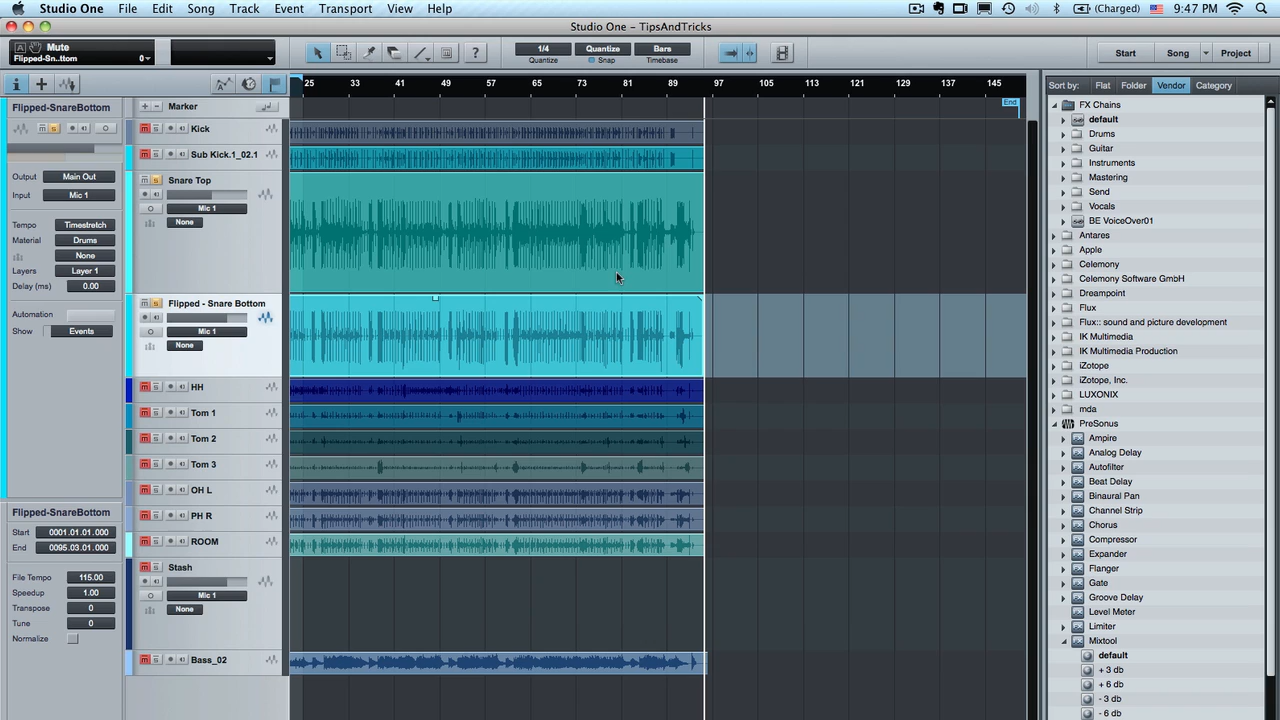 Studio One File Edit Song Track Event Transport View Help (Charged) 9:47 PM
Studio One – TipsAndTricks
Mute
Flipped-Sn..ttom 0
1/4 Quantize Bars
Quantize Snap Timebase
Start Song Project
25 33 41 49 57 65 73 81 89 97 105 113 121 129 137 145
Sort by: Flat Folder Vendor Category
End
Flipped-SnareBottom
Output Main Out
Input Mic 1
Tempo Timestretch
Material Drums
None
Layers Layer 1
Delay (ms) 0.00
Automation
Show Events
Flipped-SnareBottom
Start 0001.01.01.000
End 0095.03.01.000
File Tempo 115.00
Speedup 1.00
Transpose 0
Tune 0
Normalize
Marker
Kick
Sub Kick.1_02.1
Snare Top
Mic 1
None
Flipped - Snare Bottom
Mic 1
None
HH
Tom 1
Tom 2
Tom 3
OH L
PH R
ROOM
Stash
Mic 1
None
Bass_02
FX Chains
default
Drums
Guitar
Instruments
Mastering
Send
Vocals
BE VoiceOver01
Antares
Apple
Celemony
Celemony Software GmbH
Dreampoint
Flux
Flux:: sound and picture development
IK Multimedia
IK Multimedia Production
iZotope
iZotope, Inc.
LUXONIX
mda
PreSonus
Ampire
Analog Delay
Autofilter
Beat Delay
Binaural Pan
Channel Strip
Chorus
Compressor
Expander
Flanger
Gate
Groove Delay
Level Meter
Limiter
Mixtool
default
+ 3 db
+ 6 db
- 3 db
- 6 db